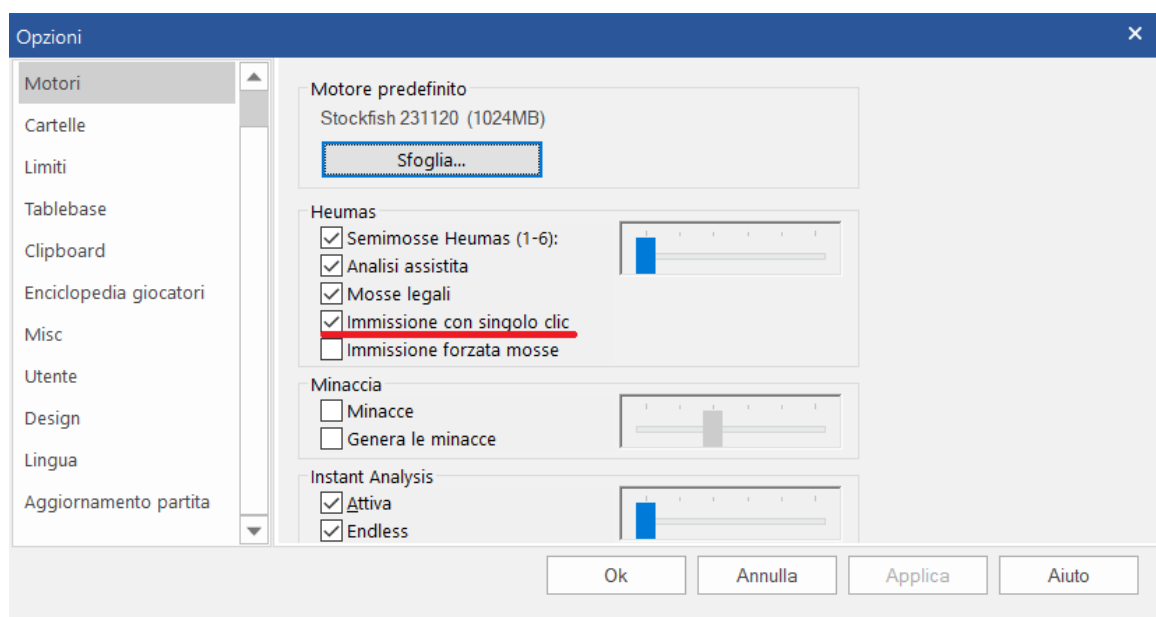 Opzioni
Motori
Cartelle
Limiti
Tablebase
Clipboard
Enciclopedia giocatori
Misc
Utente
Design
Lingua
Aggiornamento partita
Motore predefinito
Stockfish 231120 (1024MB)
Sfoglia...
Heumas
Semimosse Heumas (1-6):
Analisi assistita
Mosse legali
Immissione con singolo clic
Immissione forzata mosse
Minaccia
Minacce
Genera le minacce
Instant Analysis
Attiva
Endless
Ok
Annulla
Applica
Aiuto